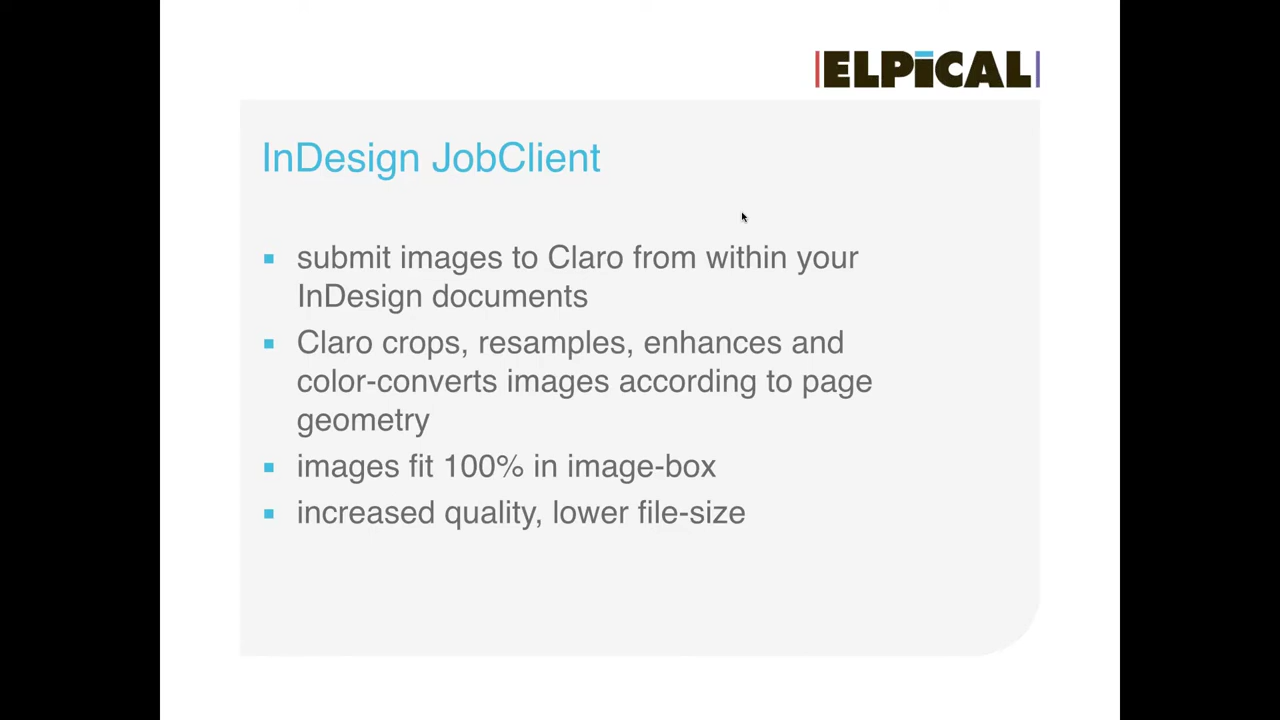 ELPICAL
InDesign JobClient
submit images to Claro from within your
InDesign documents
Claro crops, resamples, enhances and
color-converts images according to page
geometry
images fit 100% in image-box
increased quality, lower file-size